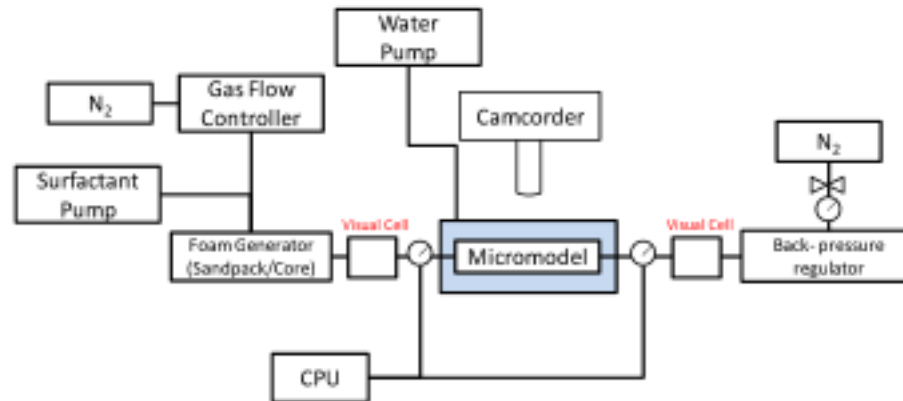 Water
Pump
N₂
Gas Flow
Controller
Camcorder
N₂
Surfactant
Pump
Visual Cell
Visual Cell
Foam Generator
(Sandpack/Core)
Micromodel
Back- pressure
regulator
CPU